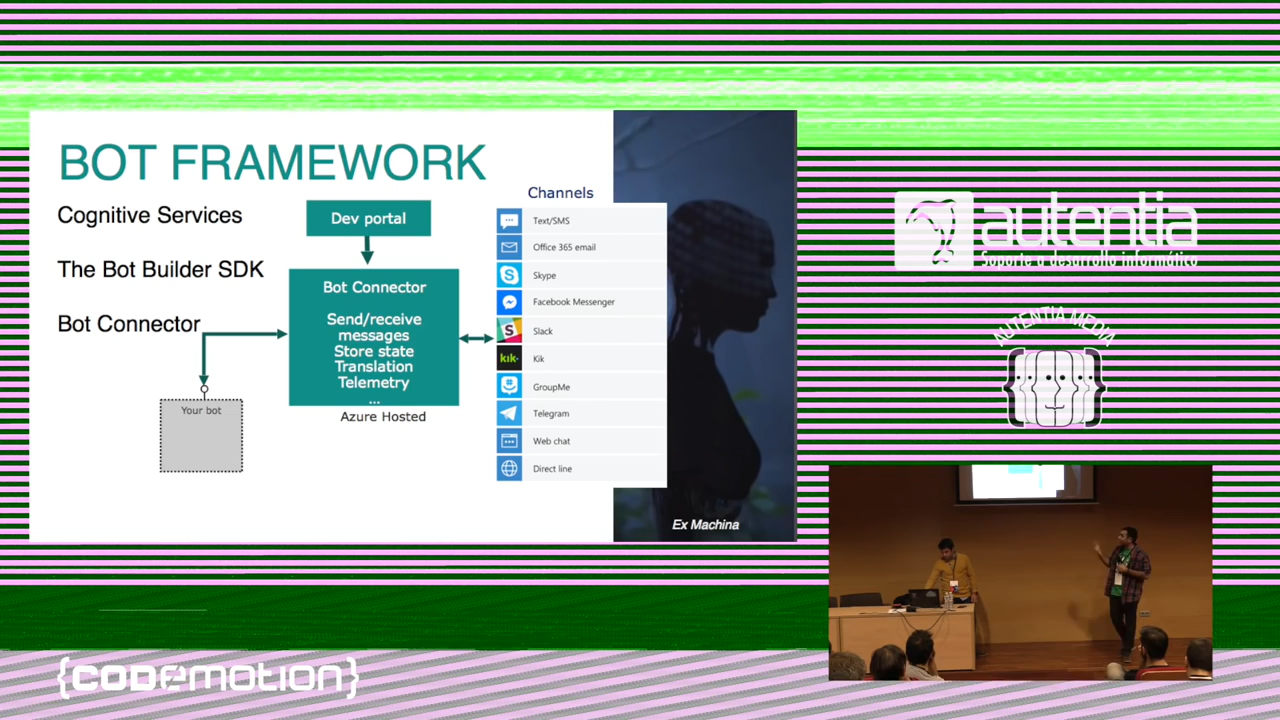 BOT FRAMEWORK
Cognitive Services
The Bot Builder SDK
Bot Connector
Dev portal
Bot Connector
Send/receive
messages
Store state
Translation
Telemetry
...
Azure Hosted
Your bot
Channels
Text/SMS
Office 365 email
Skype
Facebook Messenger
Slack
kik.
Kik
GroupMe
Telegram
Web chat
Direct line
Ex Machina
autentia
Soporte a desarrollo informático
AUTENTIA MEDIA
{CODEMOTION}